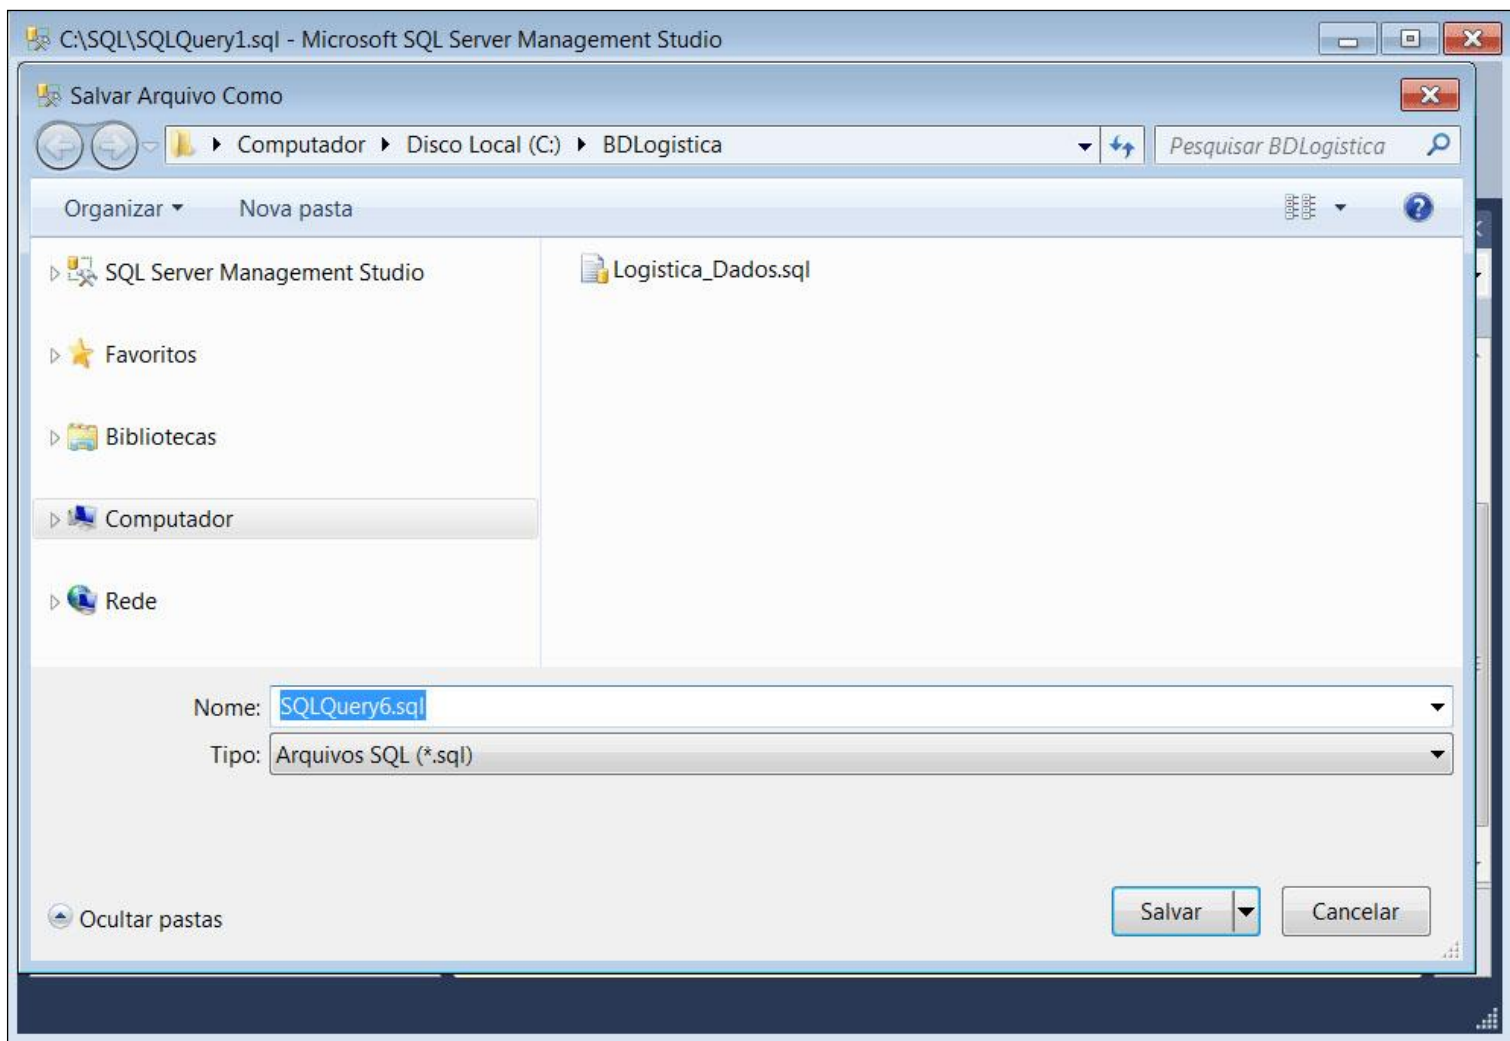 C:\SQL\SQLQuery1.sql - Microsoft SQL Server Management Studio
Salvar Arquivo Como
Computador Disco Local (C:) BDLogistica Pesquisar BDLogistica
Organizar Nova pasta
SQL Server Management Studio
Favoritos
Bibliotecas
Computador
Rede
Logistica_Dados.sql
Nome: SQLQuery6.sql
Tipo: Arquivos SQL (*.sql)
Ocultar pastas
Salvar Cancelar